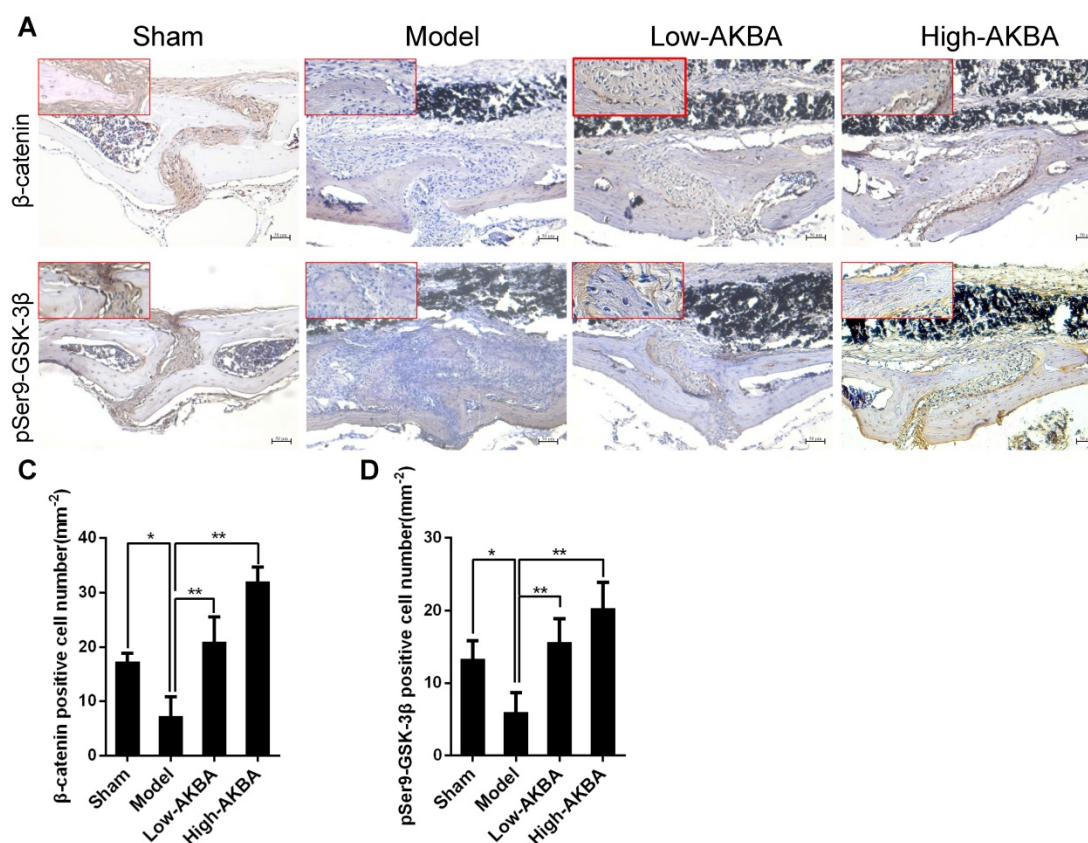 A
Sham Model Low-AKBA High-AKBA
β-catenin
pSer9-GSK-3β
C
β-catenin positive cell number(mm-2)
40
30
20
10
0
* ** **
Sham Model Low-AKBA High-AKBA
D
pSer9-GSK-3β positive cell number(mm-2)
30
20
10
0
* ** **
Sham Model Low-AKBA High-AKBA